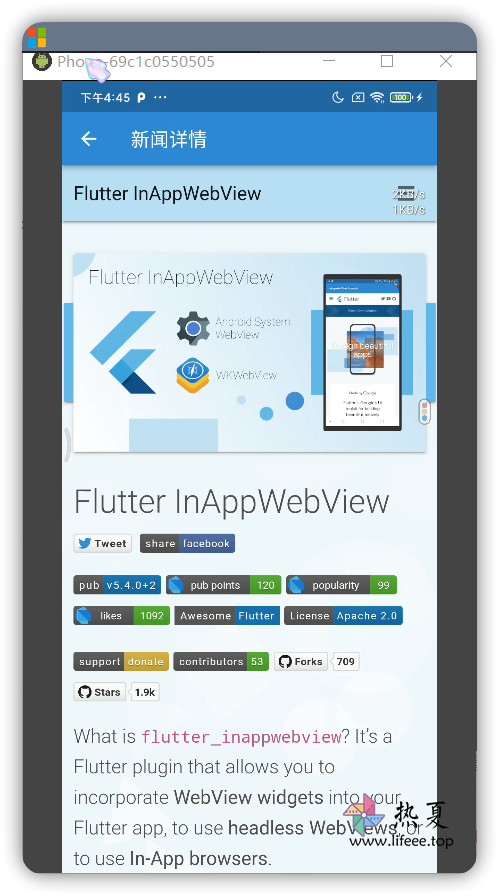 Phone-69c1c0550505
下午4:45 P ···
100
新闻详情
Flutter InAppWebView
1KB/s
Flutter InAppWebView
Android System
WebView
WKWebView
Flutter
Design beautiful
apps
Flutter InAppWebView
Tweet
share facebook
pub v5.4.0+2
pub points 120
popularity 99
likes 1092
Awesome Flutter
License Apache 2.0
support donate
contributors 53
Forks 709
Stars 1.9k
What is flutter_inappwebview? It's a
Flutter plugin that allows you to
incorporate WebView widgets into your
Flutter app, to use headless WebViews, or
to use In-App browsers.
热夏
www.lifeee.top